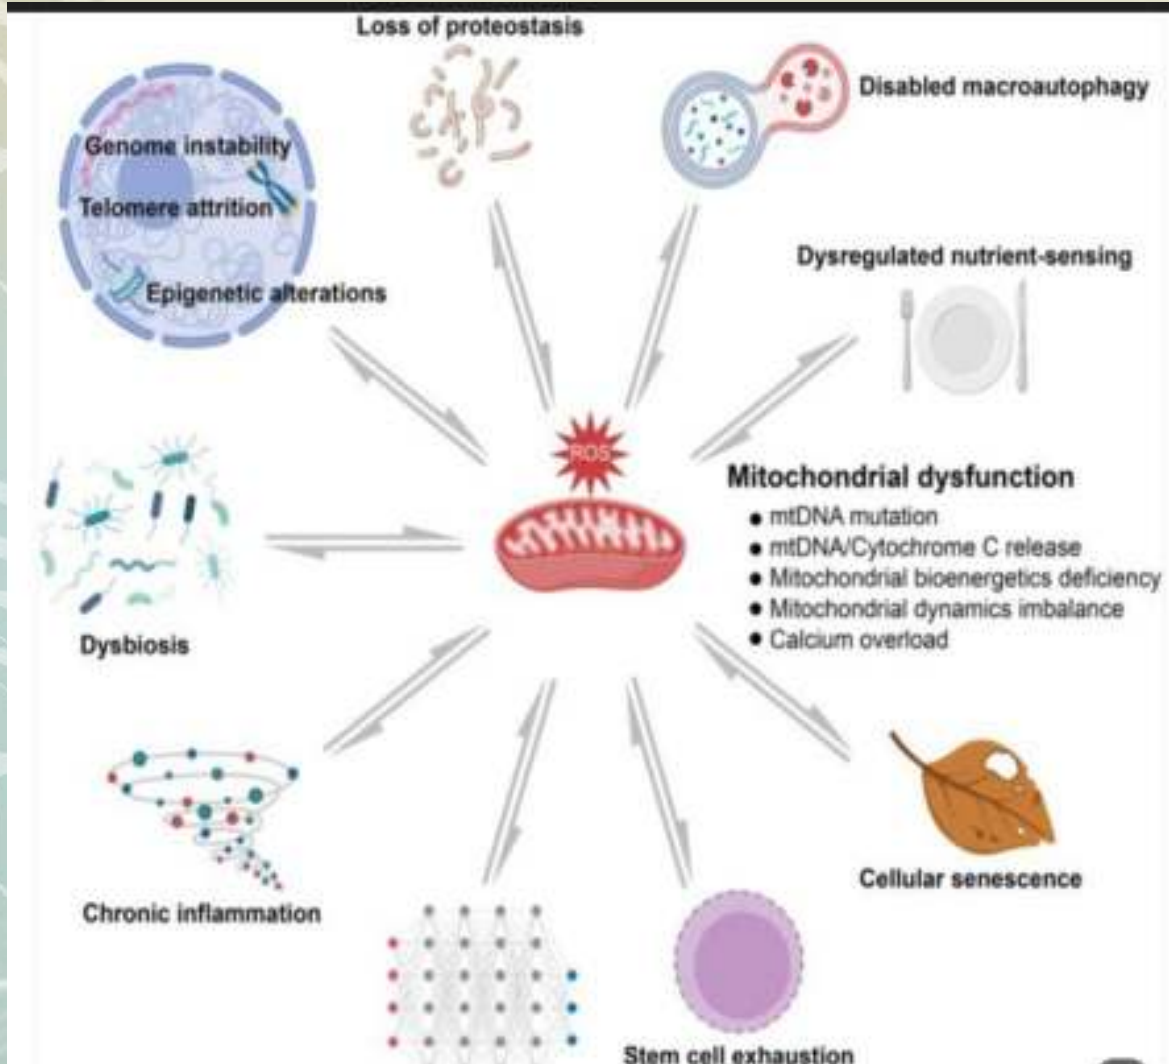 Loss of proteostasis
Disabled macroautophagy
Genome instability
Telomere attrition
Epigenetic alterations
Dysregulated nutrient-sensing
ROS
Mitochondrial dysfunction
● mtDNA mutation
● mtDNA/Cytochrome C release
● Mitochondrial bioenergetics deficiency
● Mitochondrial dynamics imbalance
● Calcium overload
Dysbiosis
Cellular senescence
Chronic inflammation
Stem cell exhaustion